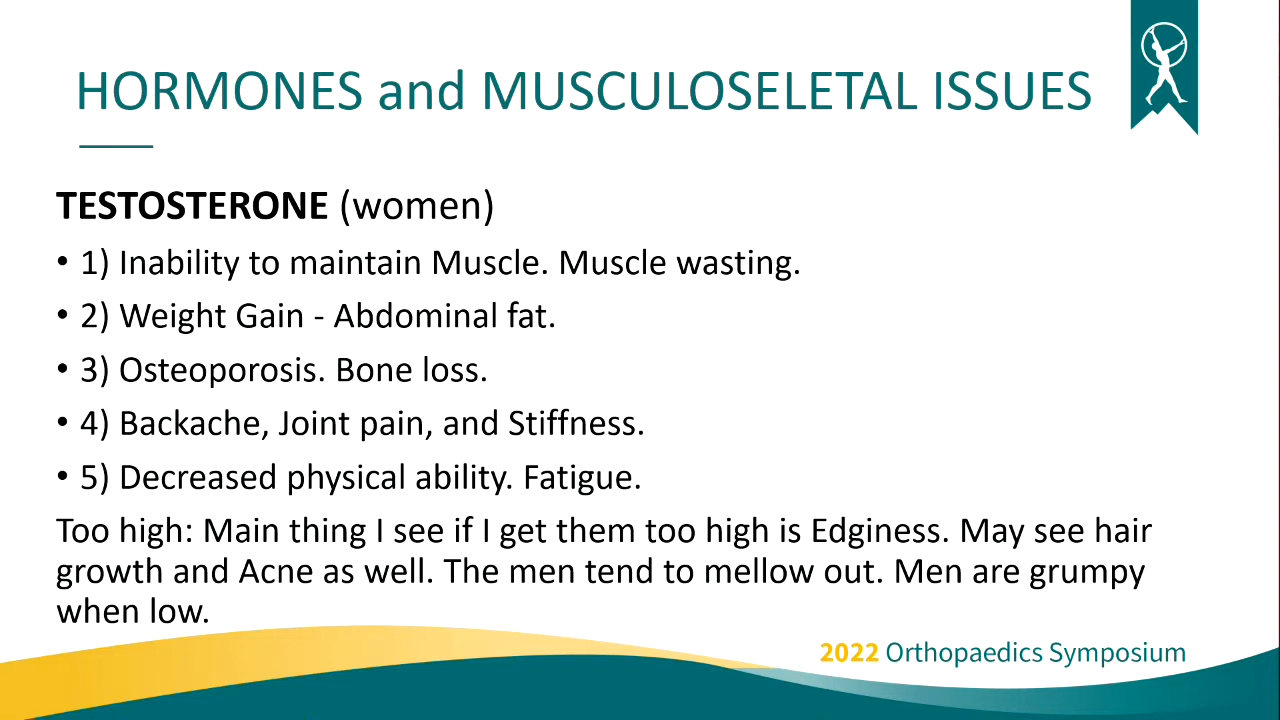 HORMONES and MUSCULOSELETAL ISSUES
TESTOSTERONE (women)
• 1) Inability to maintain Muscle. Muscle wasting.
• 2) Weight Gain - Abdominal fat.
• 3) Osteoporosis. Bone loss.
• 4) Backache, Joint pain, and Stiffness.
• 5) Decreased physical ability. Fatigue.
Too high: Main thing I see if I get them too high is Edginess. May see hair
growth and Acne as well. The men tend to mellow out. Men are grumpy
when low.
2022 Orthopaedics Symposium